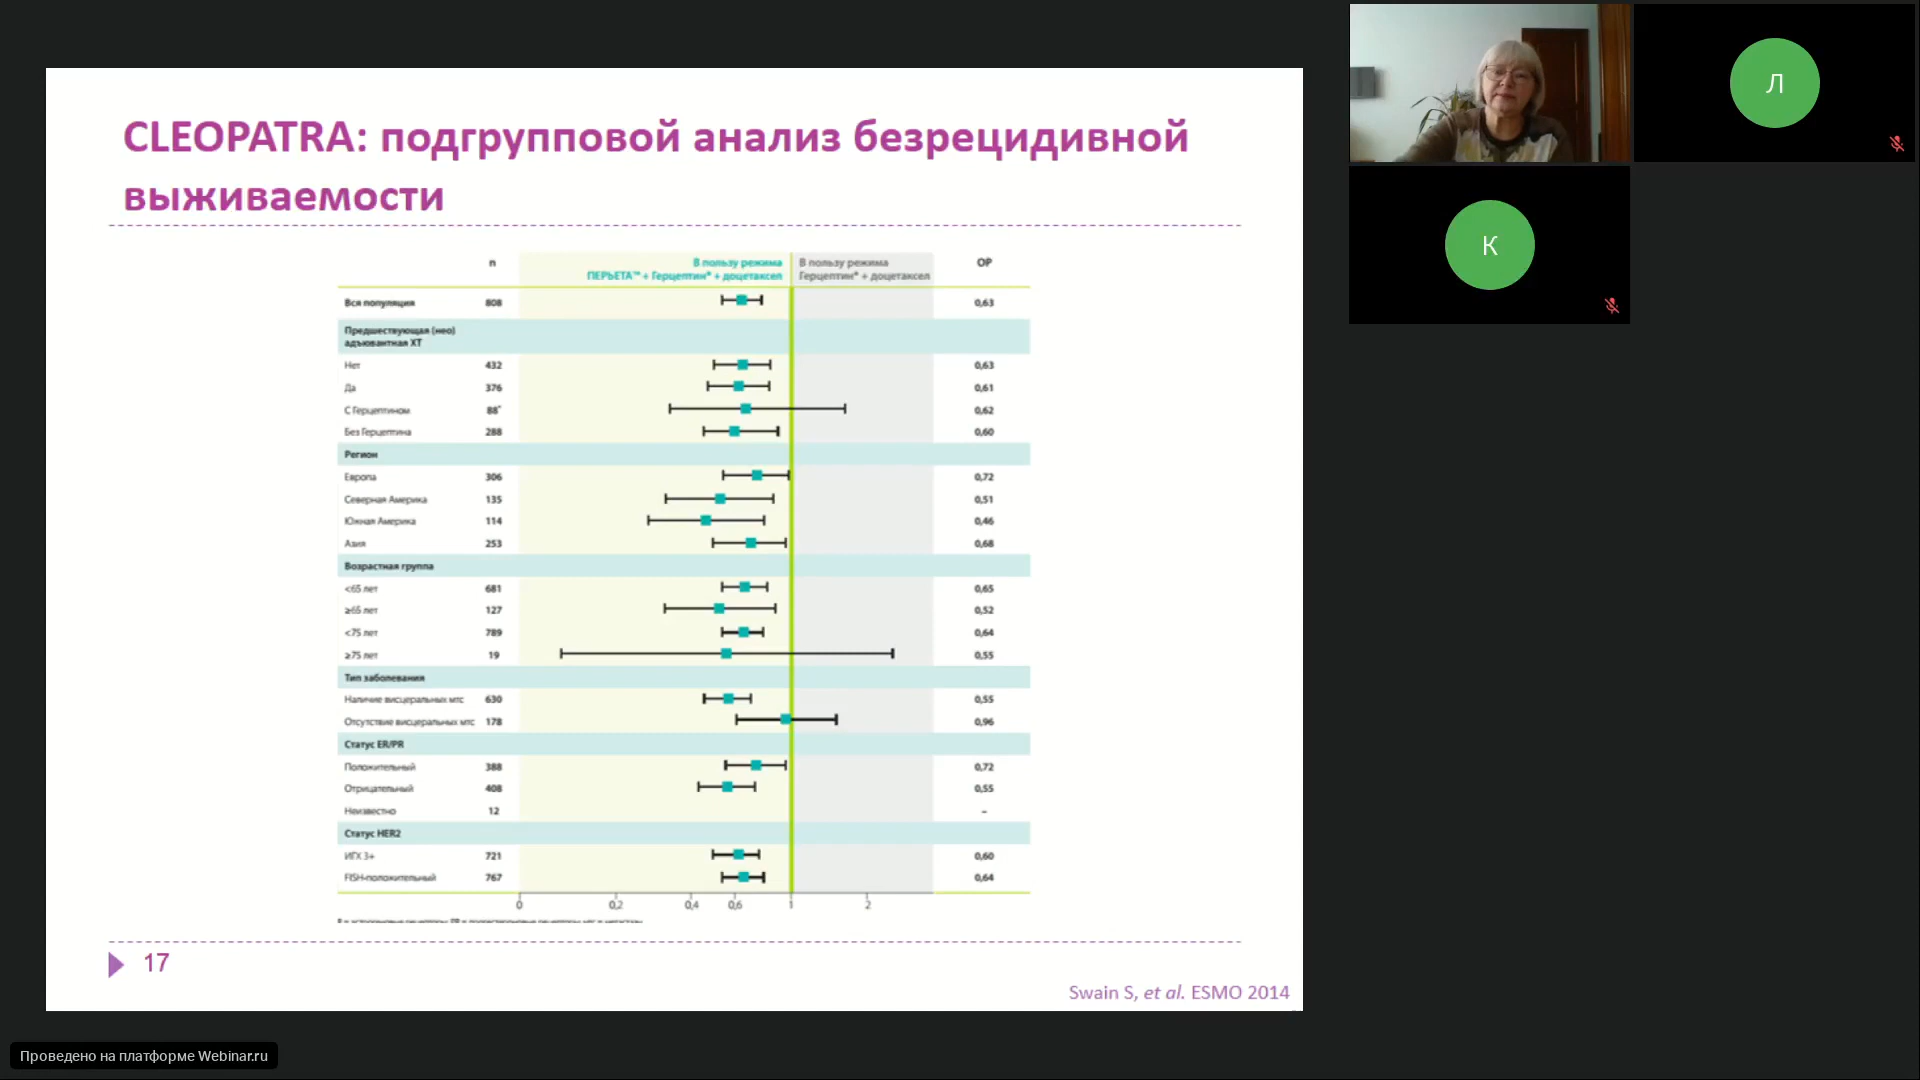 CLEOPATRA: подгрупповой анализ безрецидивной
выживаемости
n
В пользу режима
ПЕРЬЕТА™ + Герцептин® + доцетаксел
В пользу режима
Герцептин® + доцетаксел
ОР
Вся популяция 808 0,63
Предшествующая (нео)
адъювантная ХТ
Нет 432 0,63
Да 376 0,61
С Герцептином 88* 0,62
Без Герцептина 288 0,60
Регион
Европа 306 0,72
Северная Америка 135 0,51
Южная Америка 114 0,46
Азия 253 0,68
Возрастная группа
<65 лет 681 0,65
≥65 лет 127 0,52
<75 лет 789 0,64
≥75 лет 19 0,55
Тип заболевания
Наличие висцеральных мтс 630 0,55
Отсутствие висцеральных мтс 178 0,96
Статус ER/PR
Положительный 388 0,72
Отрицательный 408 0,55
Неизвестно 12 –
Статус HER2
ИГХ 3+ 721 0,60
FISH-положительный 767 0,64
0 0,2 0,4 0,6 1 2
17
Swain S, et al. ESMO 2014
Л
К
Проведено на платформе Webinar.ru